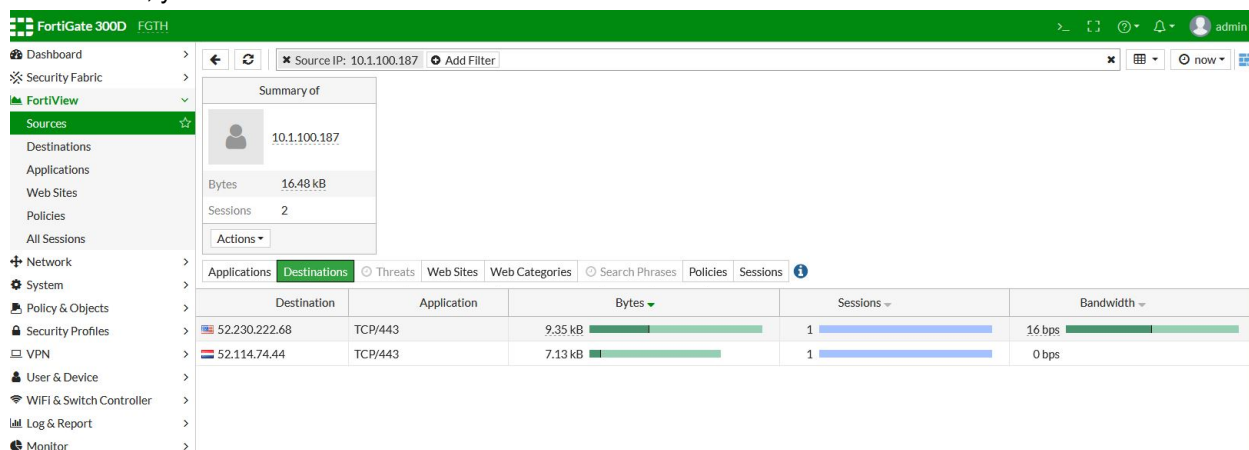 FortiGate 300D FGTH
>_ admin
Dashboard
Security Fabric
FortiView
Sources
Destinations
Applications
Web Sites
Policies
All Sessions
Network
System
Policy & Objects
Security Profiles
VPN
User & Device
WiFi & Switch Controller
Log & Report
Monitor
Source IP: 10.1.100.187 Add Filter
now
Summary of
10.1.100.187
Bytes 16.48 kB
Sessions 2
Actions
Applications Destinations Threats Web Sites Web Categories Search Phrases Policies Sessions
Destination Application Bytes Sessions Bandwidth
52.230.222.68 TCP/443 9.35 kB 1 16 bps
52.114.74.44 TCP/443 7.13 kB 1 0 bps